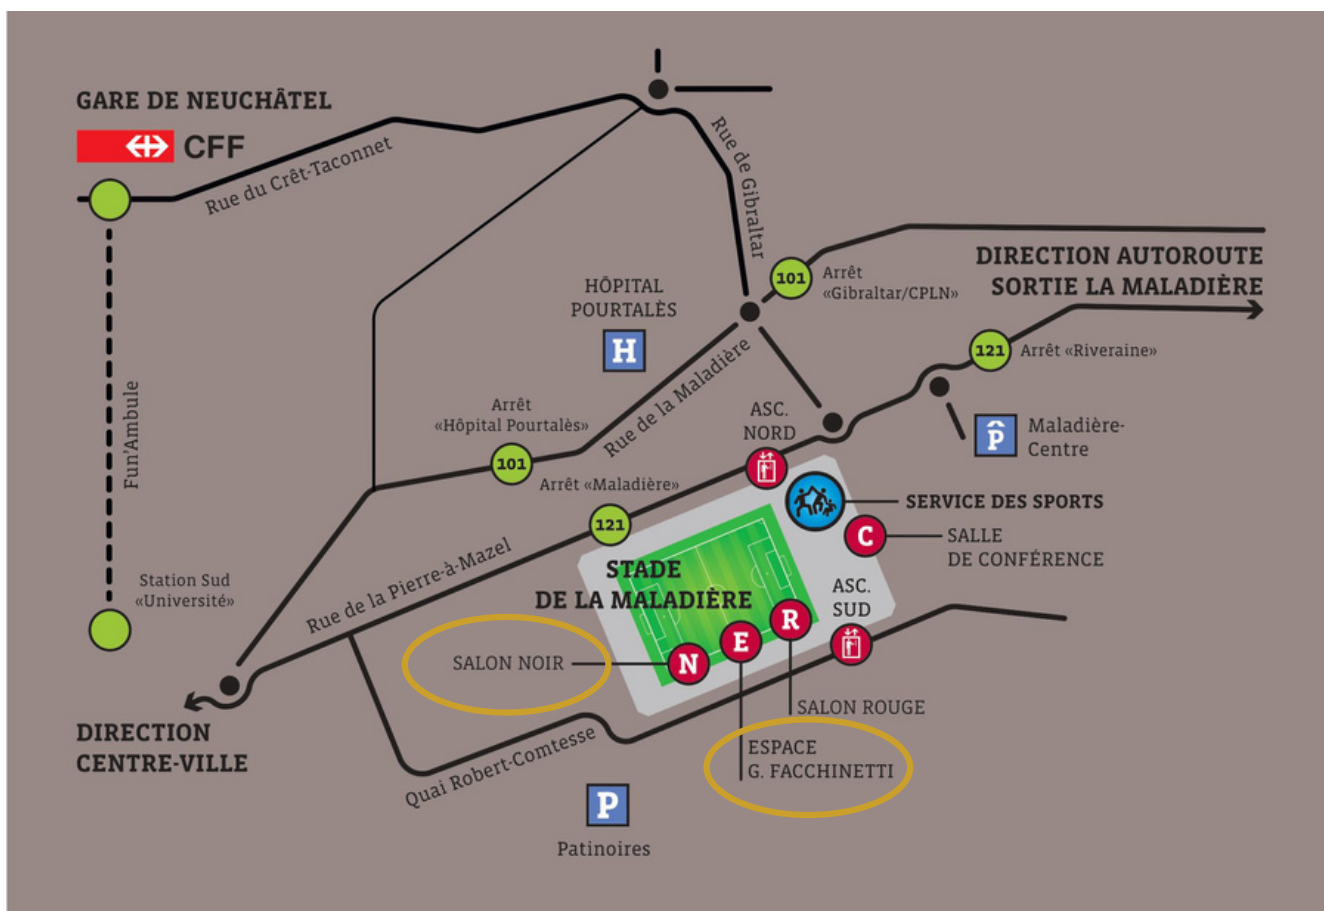 GARE DE NEUCHÂTEL
CFF
Rue du Crêt-Taconnet
Rue de Gibraltar
101
Arrêt
«Gibraltar/CPLN»
DIRECTION AUTOROUTE
SORTIE LA MALADIÈRE
HÔPITAL
POURTALÈS
H
121
Arrêt «Riveraine»
Rue de la Maladière
Fun'Ambule
Arrêt
«Hôpital Pourtalès»
101
ASC.
NORD
P
Maladière-
Centre
Arrêt «Maladière»
121
SERVICE DES SPORTS
C
SALLE
DE CONFÉRENCE
Rue de la Pierre-à-Mazel
STADE
DE LA MALADIÈRE
ASC.
SUD
Station Sud
«Université»
R
E
N
SALON NOIR
SALON ROUGE
DIRECTION
CENTRE-VILLE
Quai Robert-Comtesse
ESPACE
G. FACCHINETTI
P
Patinoires